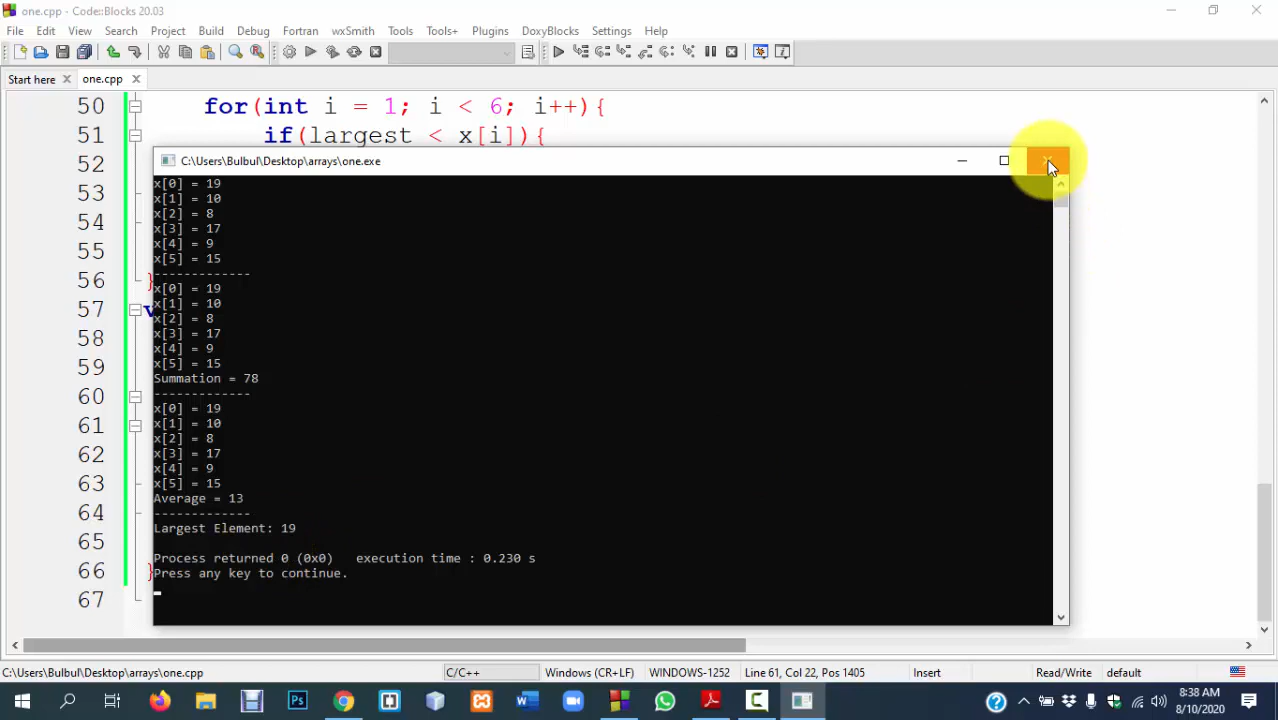 one.cpp - Code::Blocks 20.03
File Edit View Search Project Build Debug Fortran wxSmith Tools Tools+ Plugins DoxyBlocks Settings Help
Start here one.cpp
50 for(int i = 1; i < 6; i++){
51 if(largest < x[i]){
52
53
54
55
56 }
57 v
58
59
60
61
62
63
64
65
66 }
67
C:\Users\Bulbul\Desktop\arrays\one.exe
x[0] = 19
x[1] = 10
x[2] = 8
x[3] = 17
x[4] = 9
x[5] = 15
-------------
x[0] = 19
x[1] = 10
x[2] = 8
x[3] = 17
x[4] = 9
x[5] = 15
Summation = 78
-------------
x[0] = 19
x[1] = 10
x[2] = 8
x[3] = 17
x[4] = 9
x[5] = 15
Average = 13
-------------
Largest Element: 19
Process returned 0 (0x0)   execution time : 0.230 s
Press any key to continue.
C:\Users\Bulbul\Desktop\arrays\one.cpp C/C++ Windows (CR+LF) WINDOWS-1252 Line 61, Col 22, Pos 1405 Insert Read/Write default
8:38 AM
8/10/2020